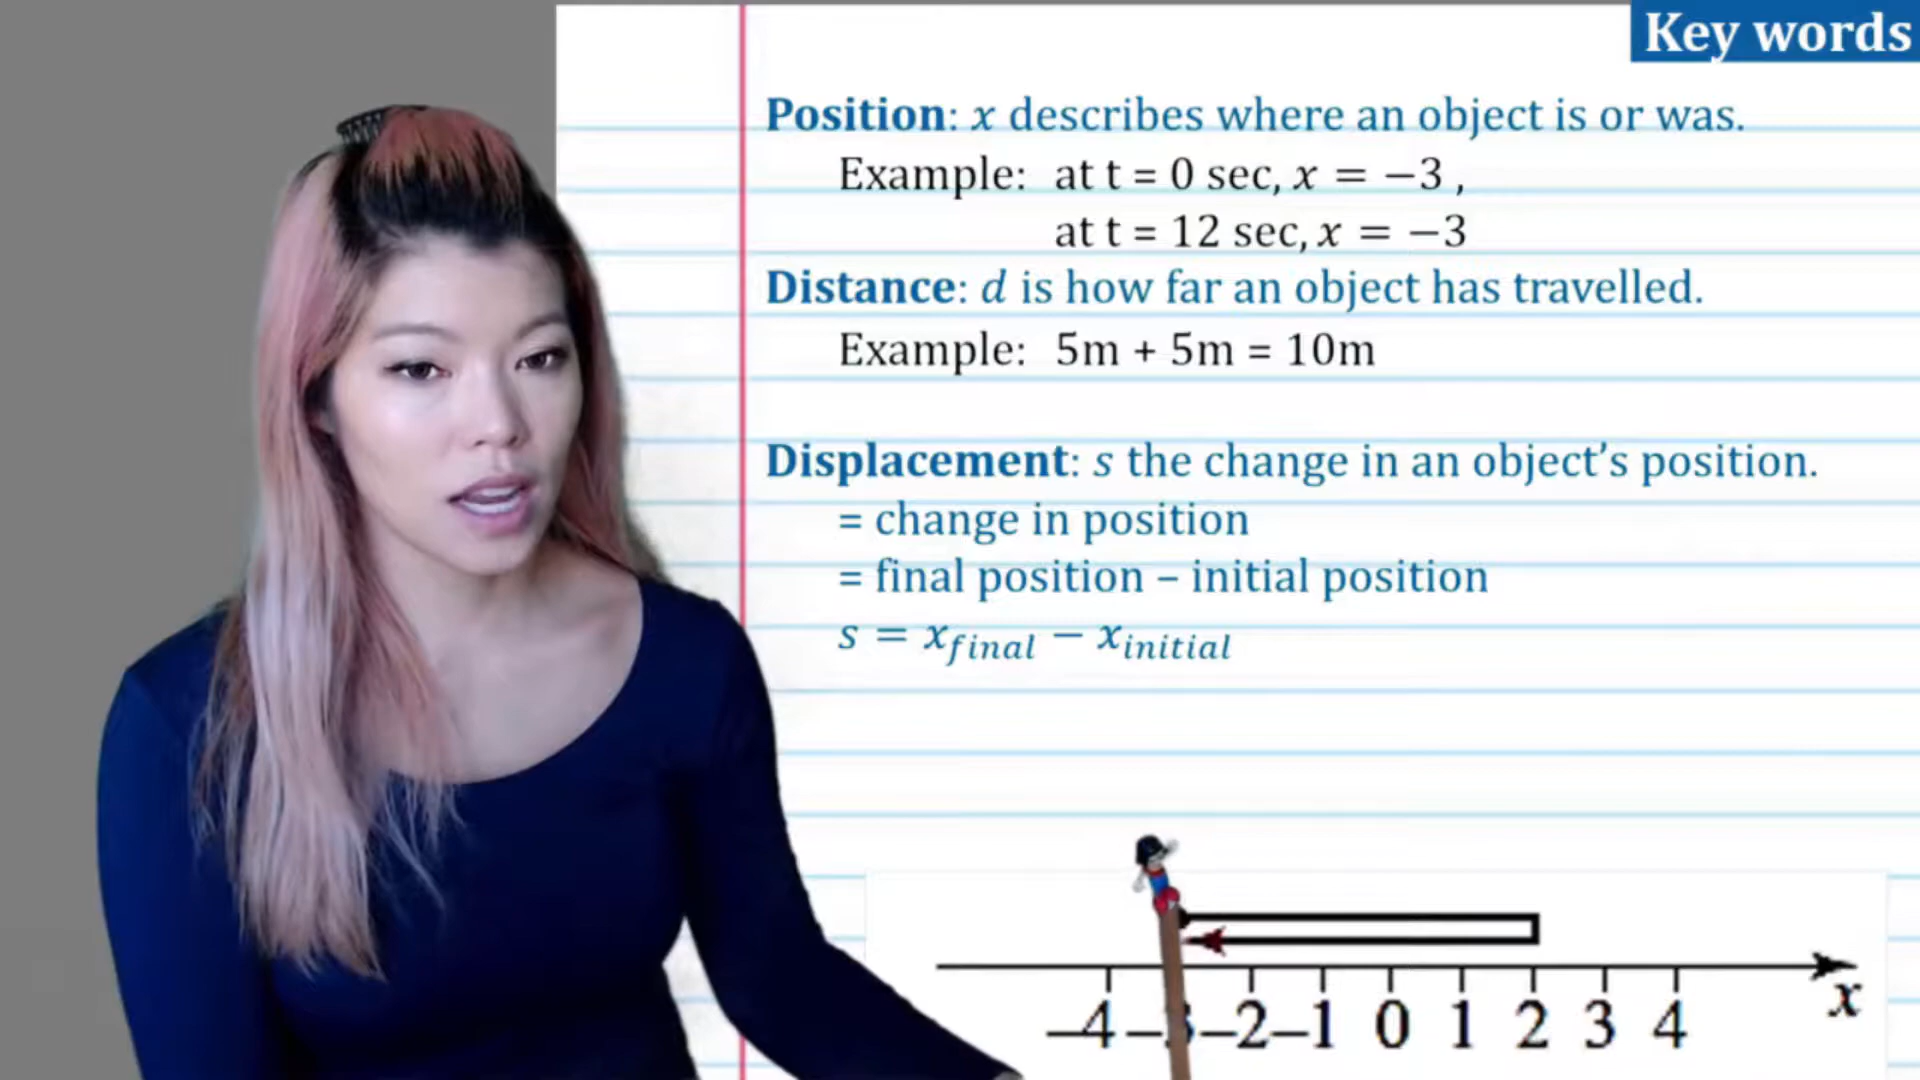 Key words
Position: x describes where an object is or was.
Example: at t = 0 sec, x = −3 ,
at t = 12 sec, x = −3
Distance: d is how far an object has travelled.
Example: 5m + 5m = 10m
Displacement: s the change in an object’s position.
= change in position
= final position – initial position
s = x_final − x_initial
−4 −3 −2 −1 0 1 2 3 4
x